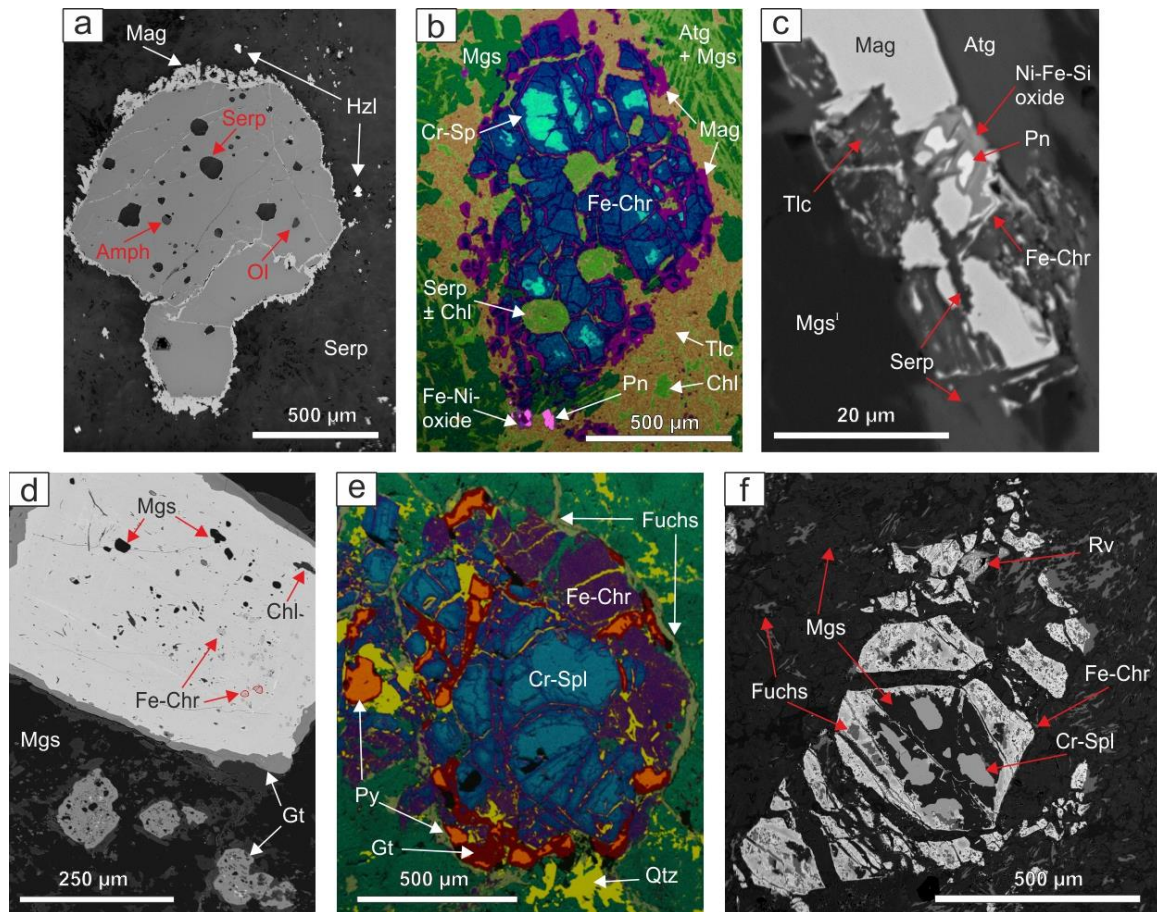 a
Mag
Hzl
Serp
Amph
Ol
Serp
500 µm
b
Mgs
Atg
+ Mgs
Cr-Sp
Mag
Fe-Chr
Serp
± Chl
Tlc
Pn
Chl
Fe-Ni-
oxide
500 µm
c
Mag
Atg
Ni-Fe-Si
oxide
Pn
Tlc
Fe-Chr
Mgsᴵ
Serp
20 µm
d
Mgs
Chl
Fe-Chr
Mgs
Gt
250 µm
e
Fuchs
Fe-Chr
Cr-Spl
Py
Gt
500 µm
Qtz
f
Rv
Mgs
Fuchs
Fe-Chr
Cr-Spl
500 µm